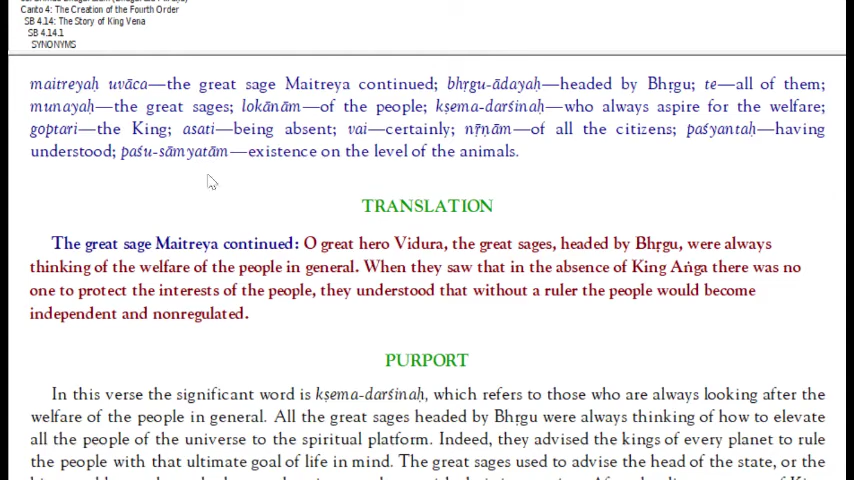 Canto 4: The Creation of the Fourth Order
SB 4.14: The Story of King Vena
SB 4.14.1
SYNONYMS
maitreyaḥ uvāca—the great sage Maitreya continued; bhṛgu-ādayaḥ—headed by Bhṛgu; te—all of them;
munayaḥ—the great sages; lokānām—of the people; kṣema-darśinaḥ—who always aspire for the welfare;
goptari—the King; asati—being absent; vai—certainly; nṝṇām—of all the citizens; paśyantaḥ—having
understood; paśu-sāmyatām—existence on the level of the animals.
TRANSLATION
The great sage Maitreya continued: O great hero Vidura, the great sages, headed by Bhṛgu, were always
thinking of the welfare of the people in general. When they saw that in the absence of King Aṅga there was no
one to protect the interests of the people, they understood that without a ruler the people would become
independent and nonregulated.
PURPORT
In this verse the significant word is kṣema-darśinaḥ, which refers to those who are always looking after the
welfare of the people in general. All the great sages headed by Bhṛgu were always thinking of how to elevate
all the people of the universe to the spiritual platform. Indeed, they advised the kings of every planet to rule
the people with that ultimate goal of life in mind. The great sages used to advise the head of the state, or the